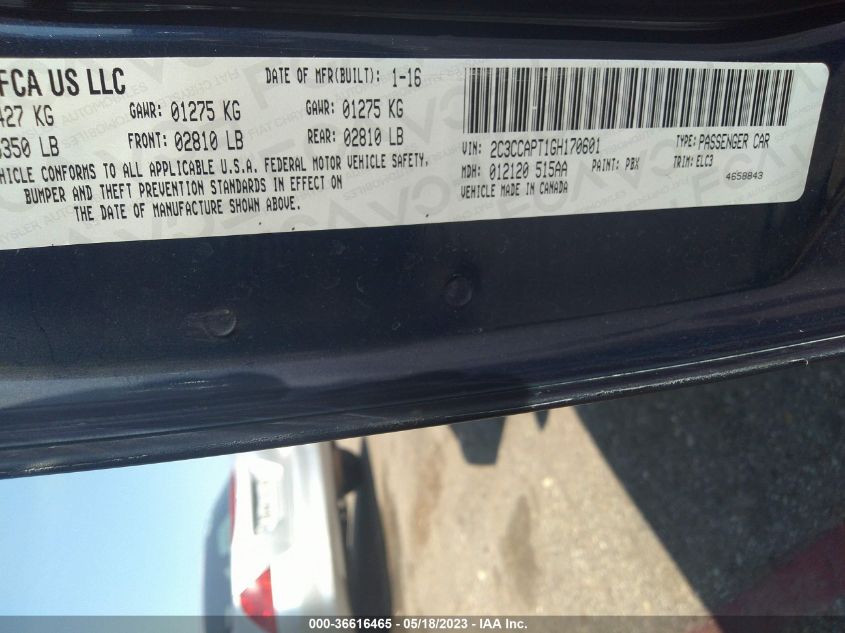 FCA US LLC
DATE OF MFR(BUILT): 1-16
427 KG GAWR: 01275 KG GAWR: 01275 KG
350 LB FRONT: 02810 LB REAR: 02810 LB
HICLE CONFORMS TO ALL APPLICABLE U.S.A. FEDERAL MOTOR VEHICLE SAFETY,
BUMPER AND THEFT PREVENTION STANDARDS IN EFFECT ON
THE DATE OF MANUFACTURE SHOWN ABOVE.
VIN: 2C3CCAPT1GH170601 TYPE: PASSENGER CAR
MDH: 012120 515AA PAINT: PBX TRIM: ELC3
VEHICLE MADE IN CANADA 4658843
000-36616465 - 05/18/2023 - IAA Inc.